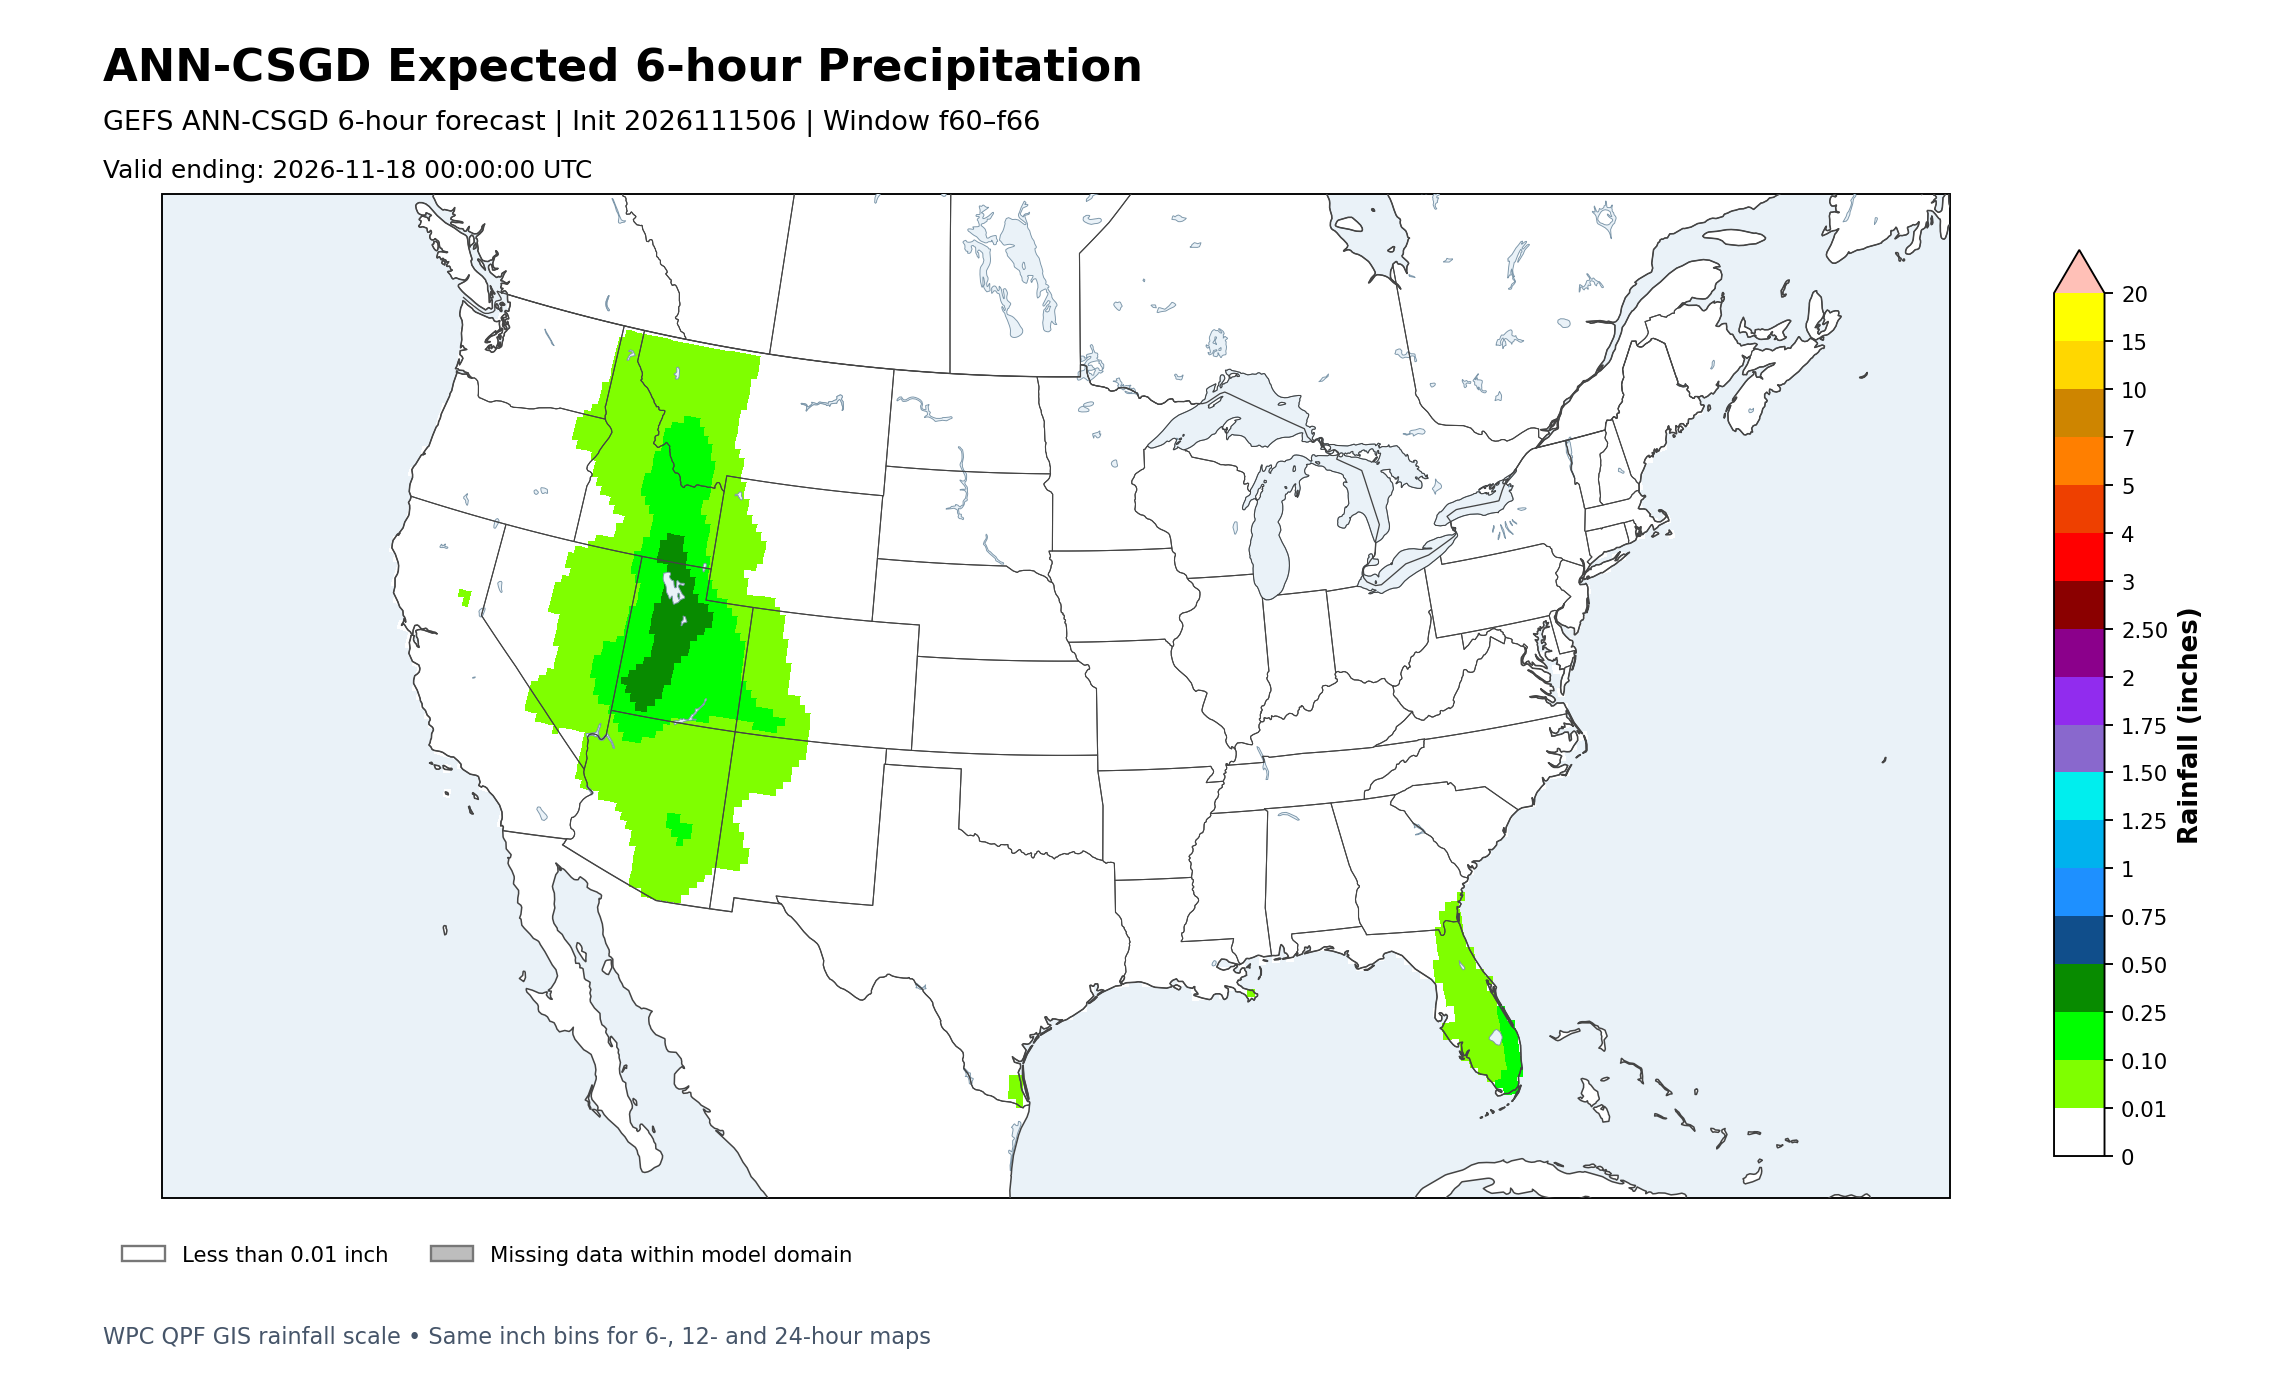 ANN-CSGD Expected 6-hour Precipitation
GEFS ANN-CSGD 6-hour forecast | Init 2026111506 | Window f60–f66
Valid ending: 2026-11-18 00:00:00 UTC
20
15
10
7
5
4
3
2.50
2
1.75
1.50
1.25
1
0.75
0.50
0.25
0.10
0.01
0
Rainfall (inches)
Less than 0.01 inch
Missing data within model domain
WPC QPF GIS rainfall scale • Same inch bins for 6-, 12- and 24-hour maps